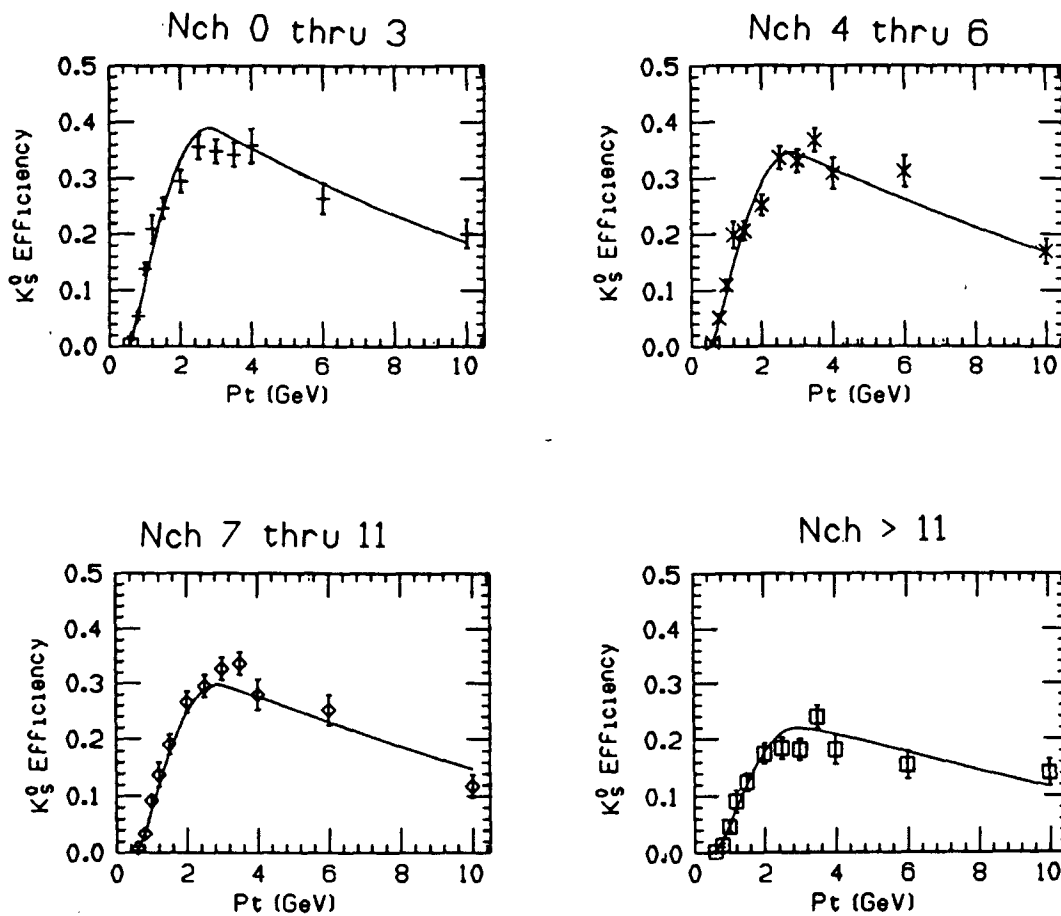 Nch 0 thru 3
0.5
0.4
0.3
0.2
0.1
0.0
K⁰s Efficiency
0 2 4 6 8 10
Pt (GeV)
Nch 4 thru 6
0.5
0.4
0.3
0.2
0.1
0.0
K⁰s Efficiency
0 2 4 6 8 10
Pt (GeV)
Nch 7 thru 11
0.5
0.4
0.3
0.2
0.1
0.0
K⁰s Efficiency
0 2 4 6 8 10
Pt (GeV)
Nch > 11
0.5
0.4
0.3
0.2
0.1
0.0
K⁰s Efficiency
0 2 4 6 8 10
Pt (GeV)